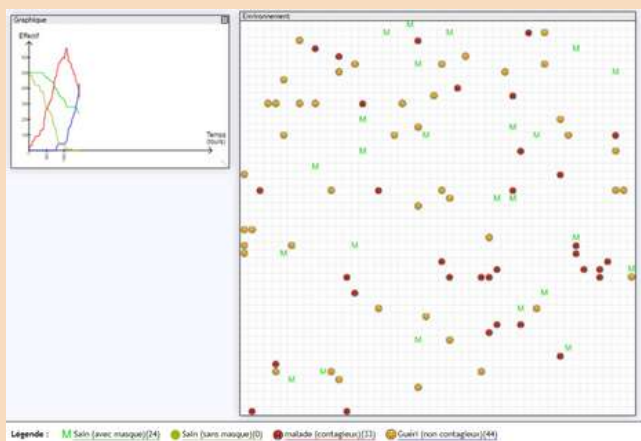 Graphique
Environnement
Effectif
Temps
(tours)
Légende :
M Sain (avec masque)(24)
Sain (sans masque)(0)
malade (contagieux)(33)
Guéri (non contagieux)(44)